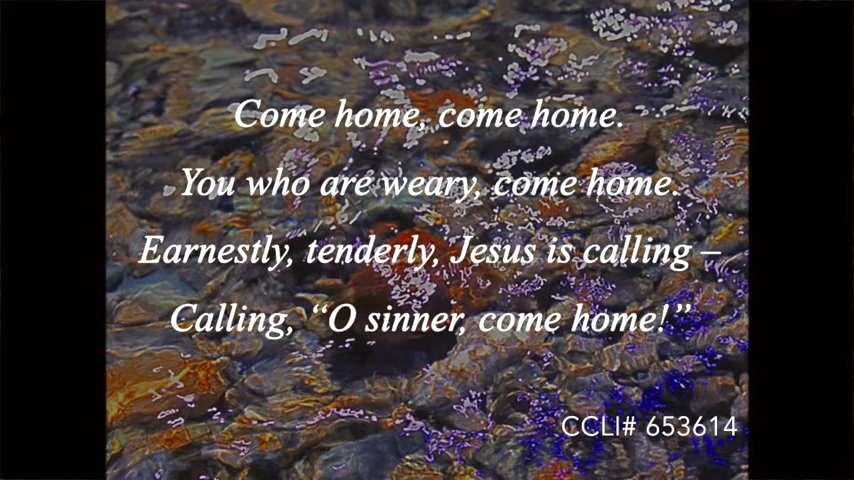 Come home, come home.
You who are weary, come home.
Earnestly, tenderly, Jesus is calling –
Calling, “O sinner, come home!”
CCLI# 653614